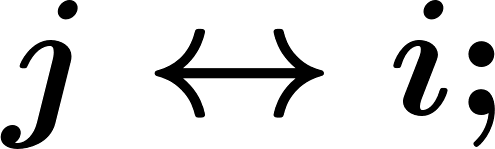 j ↔ i;